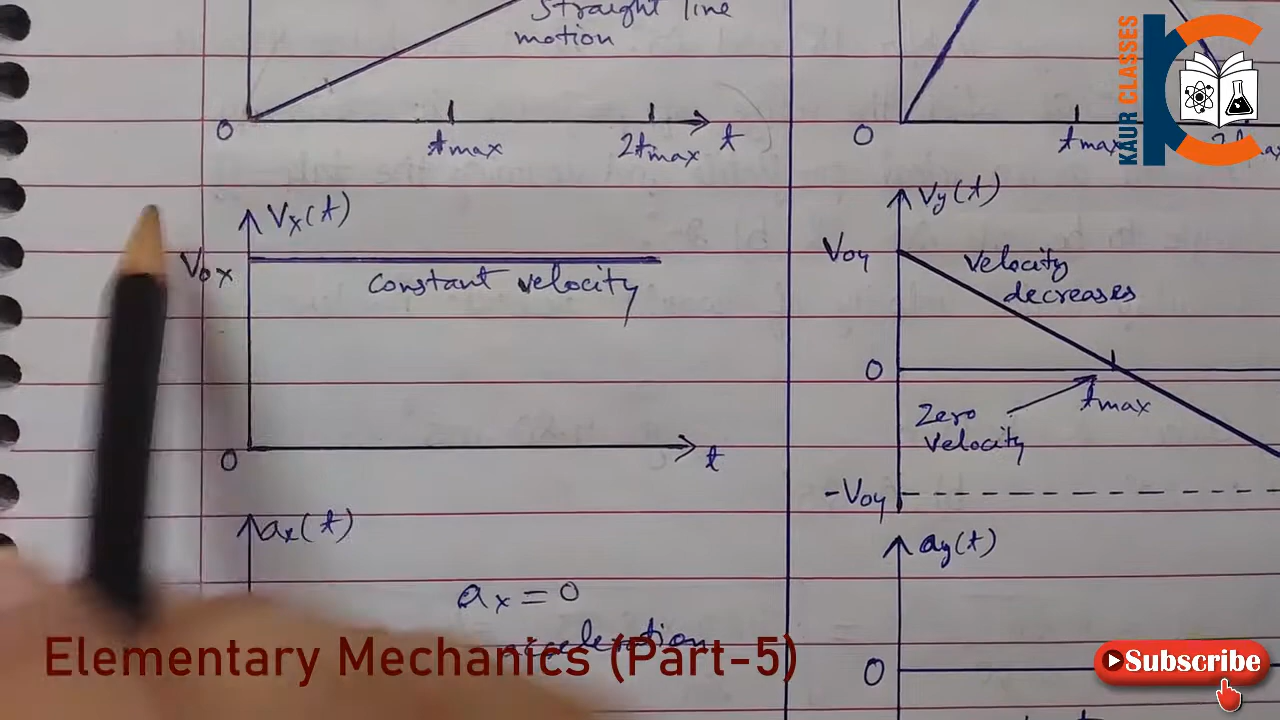 Straight line
motion
KAUR CLASSES
0
tmax
2tmax
t
0
tmax
Vx(t)
Vox
constant velocity
0
t
Vy(t)
Voy
velocity
decreases
0
tmax
Zero
velocity
-Voy
ax(t)
ax = 0
acceleration
ay(t)
0
Elementary Mechanics (Part-5)
Subscribe